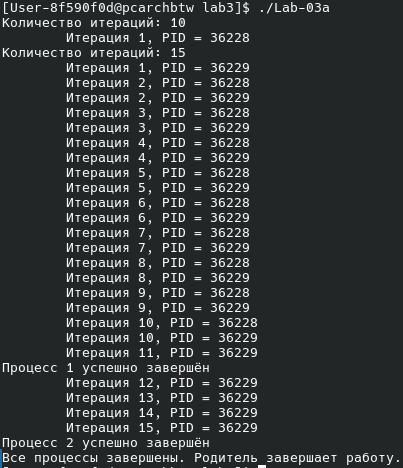 [User-8f590f0d@pcarchbtw lab3]$ ./Lab-03a
Количество итераций: 10
Итерация 1, PID = 36228
Количество итераций: 15
Итерация 1, PID = 36229
Итерация 2, PID = 36228
Итерация 2, PID = 36229
Итерация 3, PID = 36228
Итерация 3, PID = 36229
Итерация 4, PID = 36228
Итерация 4, PID = 36229
Итерация 5, PID = 36228
Итерация 5, PID = 36229
Итерация 6, PID = 36228
Итерация 6, PID = 36229
Итерация 7, PID = 36228
Итерация 7, PID = 36229
Итерация 8, PID = 36228
Итерация 8, PID = 36229
Итерация 9, PID = 36228
Итерация 9, PID = 36229
Итерация 10, PID = 36228
Итерация 10, PID = 36229
Итерация 11, PID = 36229
Процесс 1 успешно завершён
Итерация 12, PID = 36229
Итерация 13, PID = 36229
Итерация 14, PID = 36229
Итерация 15, PID = 36229
Процесс 2 успешно завершён
Все процессы завершены. Родитель завершает работу.